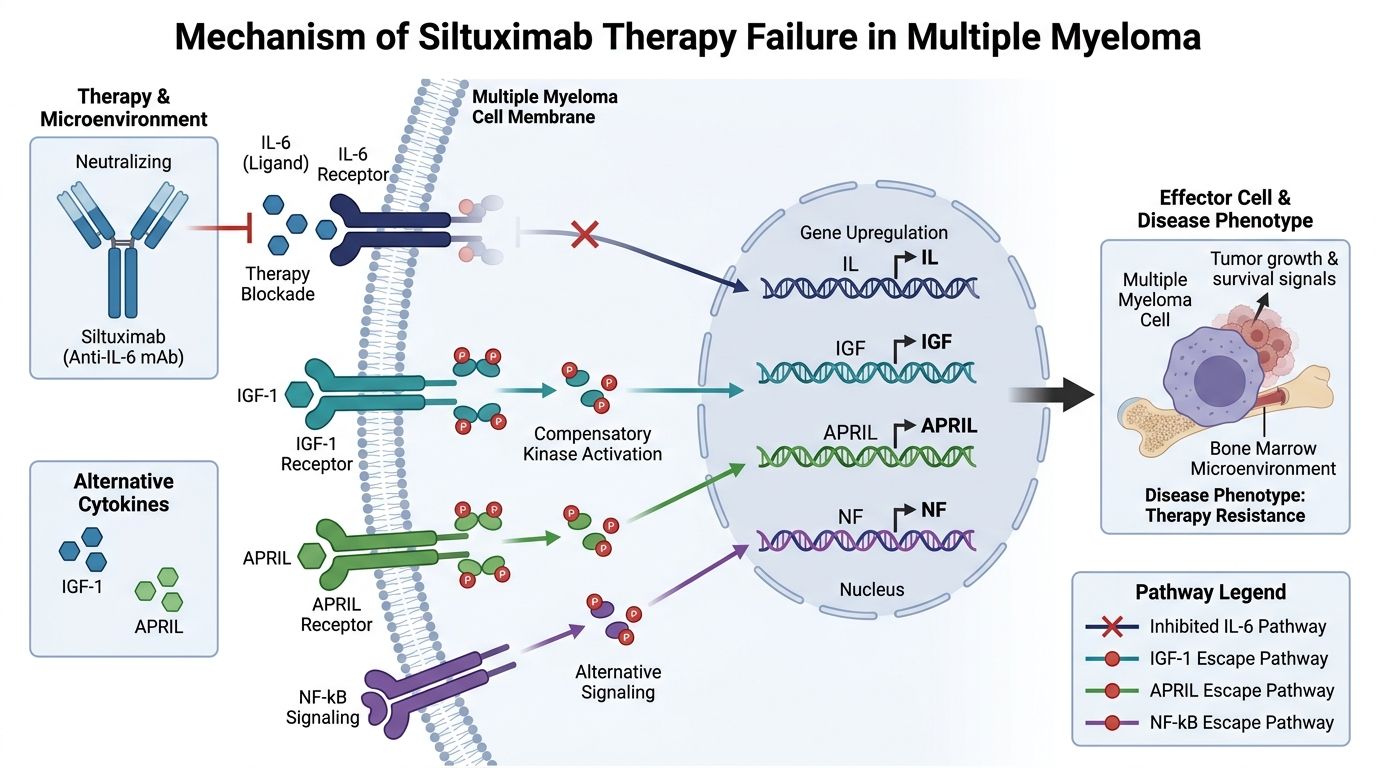 Mechanism of Siltuximab Therapy Failure in Multiple Myeloma
Therapy &
Microenvironment
Neutralizing
Siltuximab
(Anti-IL-6 mAb)
IL-6
(Ligand)
IL-6
Receptor
Therapy
Blockade
Multiple Myeloma
Cell Membrane
IGF-1
IGF-1
Receptor
P
P
P
P
P
P
P
Compensatory
Kinase Activation
Alternative
Cytokines
IGF-1
APRIL
APRIL
APRIL
Receptor
P
P
P
P
P
P
P
NF-kB
Signaling
P
P
P
Alternative
Signaling
Gene Upregulation
IL
IL
IGF
IGF
APRIL
APRIL
NF
NF
Nucleus
Effector Cell &
Disease Phenotype
Tumor growth &
survival signals
Multiple
Myeloma
Cell
Bone Marrow
Microenvironment
Disease Phenotype:
Therapy Resistance
Pathway Legend
Inhibited IL-6 Pathway
IGF-1 Escape Pathway
APRIL Escape Pathway
NF-kB Escape Pathway